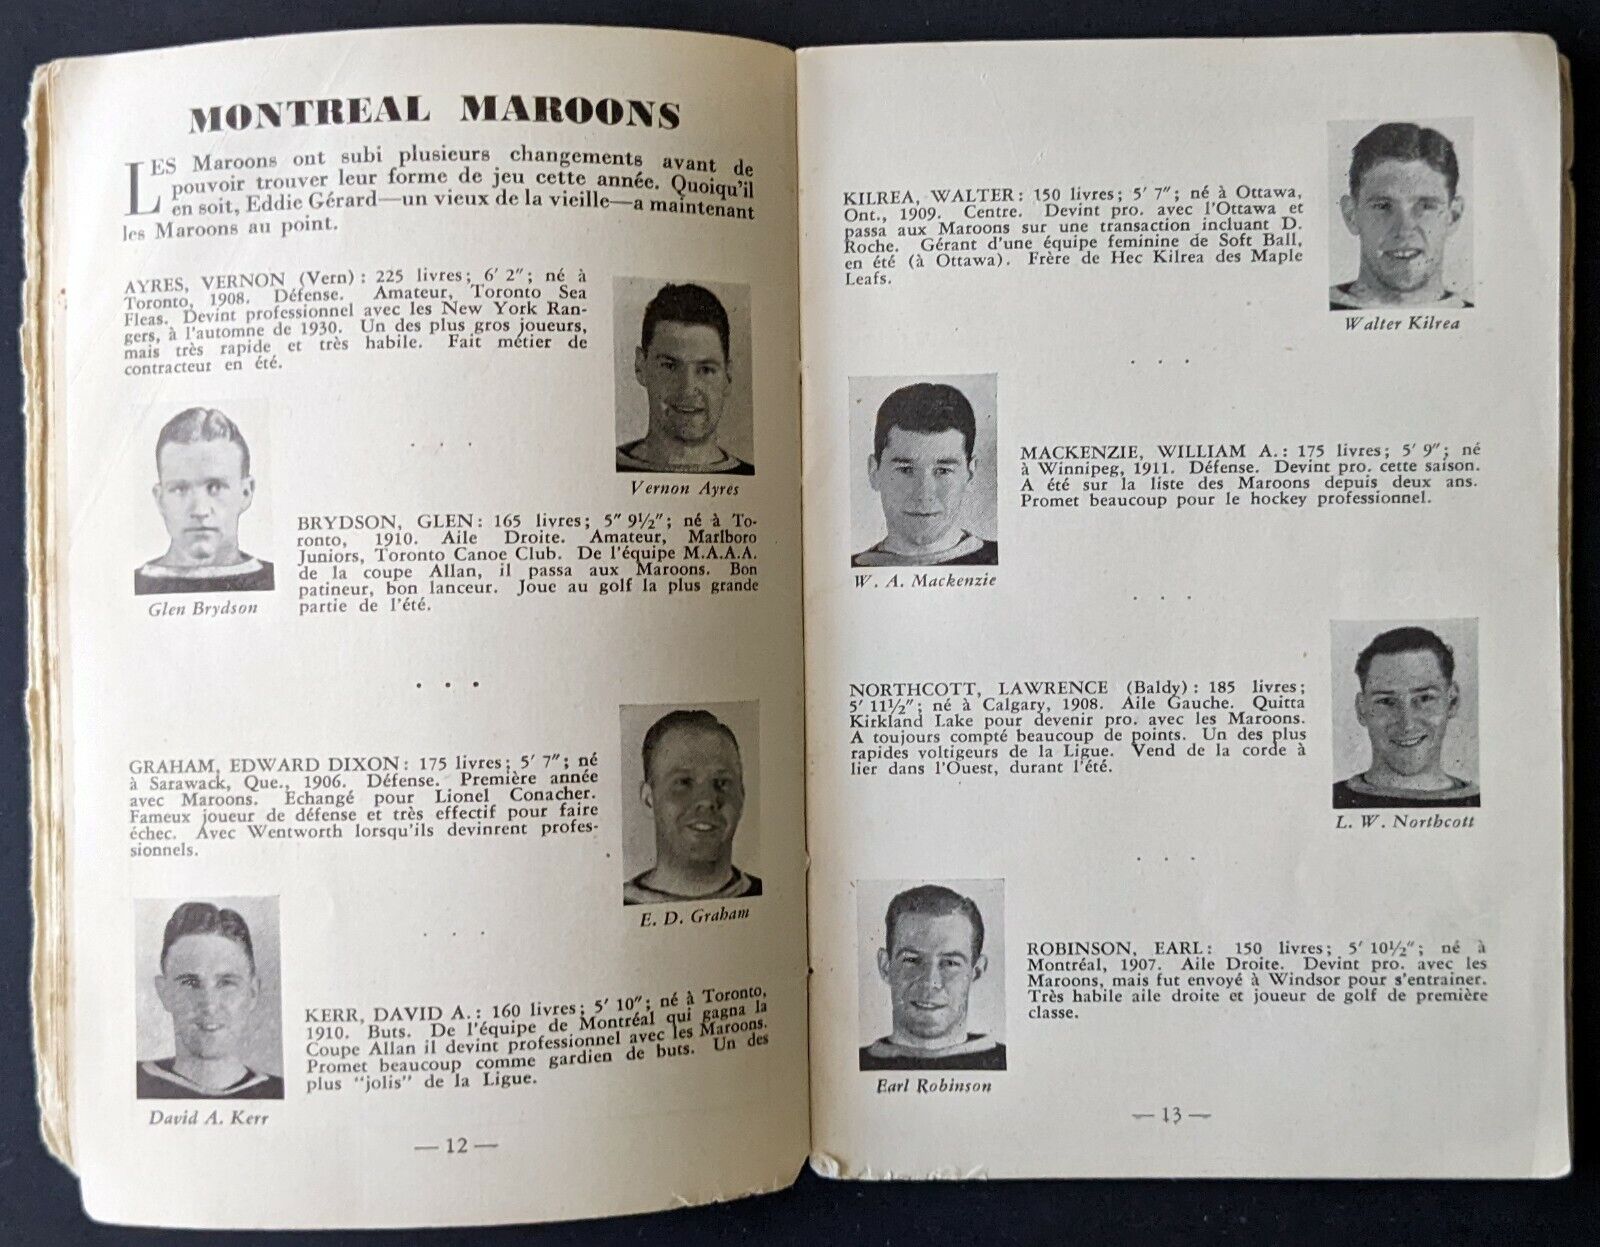 MONTREAL MAROONS
LES Maroons ont subi plusieurs changements avant de
pouvoir trouver leur forme de jeu cette année. Quoiqu'il
en soit, Eddie Gérard—un vieux de la vieille—a maintenant
les Maroons au point.
AYRES, VERNON (Vern) : 225 livres; 6' 2"; né à
Toronto, 1908. Défense. Amateur, Toronto Sea
Fleas. Devint professionnel avec les New York Ran-
gers, à l'automne de 1930. Un des plus gros joueurs,
mais très rapide et très habile. Fait métier de
contracteur en été.
Vernon Ayres
. . .
Glen Brydson
BRYDSON, GLEN: 165 livres; 5" 9½"; né à To-
ronto, 1910. Aile Droite. Amateur, Marlboro
Juniors, Toronto Canoe Club. De l'équipe M.A.A.A.
de la coupe Allan, il passa aux Maroons. Bon
patineur, bon lanceur. Joue au golf la plus grande
partie de l'été.
. . .
GRAHAM, EDWARD DIXON: 175 livres; 5' 7"; né
à Sarawack, Que., 1906. Défense. Première année
avec Maroons. Echangé pour Lionel Conacher.
Fameux joueur de défense et très effectif pour faire
échec. Avec Wentworth lorsqu'ils devinrent profes-
sionnels.
E. D. Graham
. . .
David A. Kerr
KERR, DAVID A.: 160 livres; 5' 10"; né à Toronto,
1910. Buts. De l'équipe de Montréal qui gagna la
Coupe Allan il devint professionnel avec les Maroons.
Promet beaucoup comme gardien de buts. Un des
plus "jolis" de la Ligue.
— 12 —
KILREA, WALTER: 150 livres; 5' 7"; né à Ottawa,
Ont., 1909. Centre. Devint pro. avec l'Ottawa et
passa aux Maroons sur une transaction incluant D.
Roche. Gérant d'une équipe feminine de Soft Ball,
en été (à Ottawa). Frère de Hec Kilrea des Maple
Leafs.
Walter Kilrea
. . .
W. A. Mackenzie
MACKENZIE, WILLIAM A.: 175 livres; 5' 9"; né
à Winnipeg, 1911. Défense. Devint pro. cette saison.
A été sur la liste des Maroons depuis deux ans.
Promet beaucoup pour le hockey professionnel.
. . .
NORTHCOTT, LAWRENCE (Baldy) : 185 livres;
5' 11½"; né à Calgary, 1908. Aile Gauche. Quitta
Kirkland Lake pour devenir pro. avec les Maroons.
A toujours compté beaucoup de points. Un des plus
rapides voltigeurs de la Ligue. Vend de la corde à
lier dans l'Ouest, durant l'été.
L. W. Northcott
. . .
Earl Robinson
ROBINSON, EARL: 150 livres; 5' 10½"; né à
Montréal, 1907. Aile Droite. Devint pro. avec les
Maroons, mais fut envoyé à Windsor pour s'entrainer.
Très habile aile droite et joueur de golf de première
classe.
— 13 —